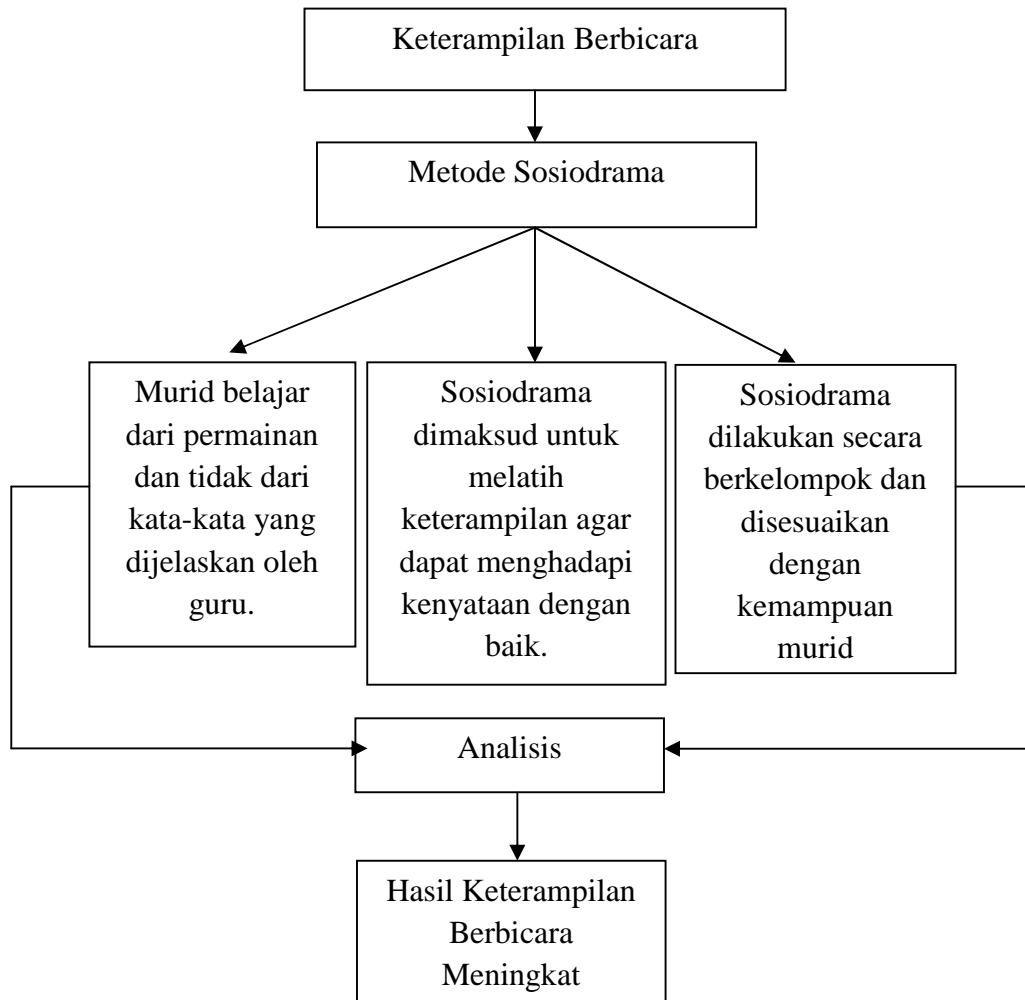 Keterampilan Berbicara
Metode Sosiodrama
Murid belajar
dari permainan
dan tidak dari
kata-kata yang
dijelaskan oleh
guru.
Sosiodrama
dimaksud untuk
melatih
keterampilan agar
dapat menghadapi
kenyataan dengan
baik.
Sosiodrama
dilakukan secara
berkelompok dan
disesuaikan
dengan
kemampuan
murid
Analisis
Hasil Keterampilan
Berbicara
Meningkat